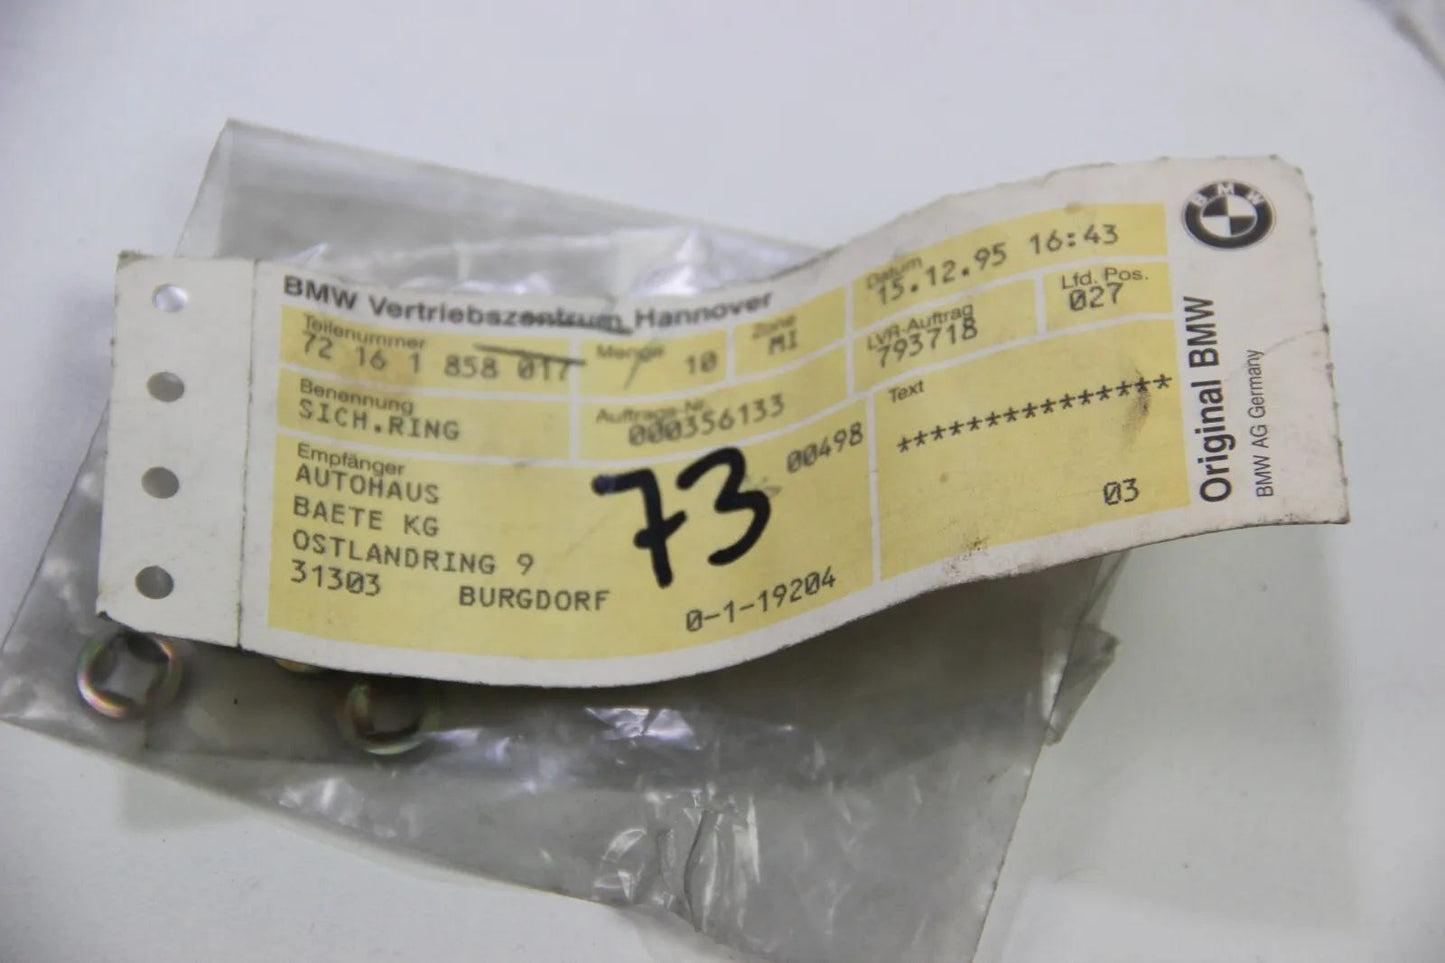 BMW Vertriebszentrum Hannover
Teilenummer
72 16 1 858 017
Menge
10
Zone
MI
Datum
15.12.95 16:43
LVR-Auftrag
793718
Lfd. Pos.
027
Benennung
SICH.RING
Auftrags-Nr.
000356133
Text
**************
03
Empfänger
AUTOHAUS
BAETE KG
OSTLANDRING 9
31303 BURGDORF
00498
0-1-19204
73
BMW
Original BMW
BMW AG Germany